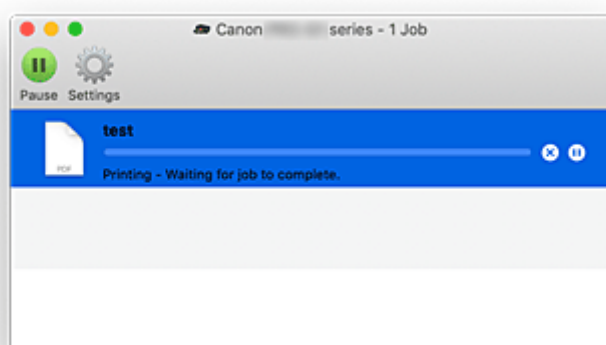 Canon series - 1 Job
Pause Settings
test
PDF
Printing - Waiting for job to complete.